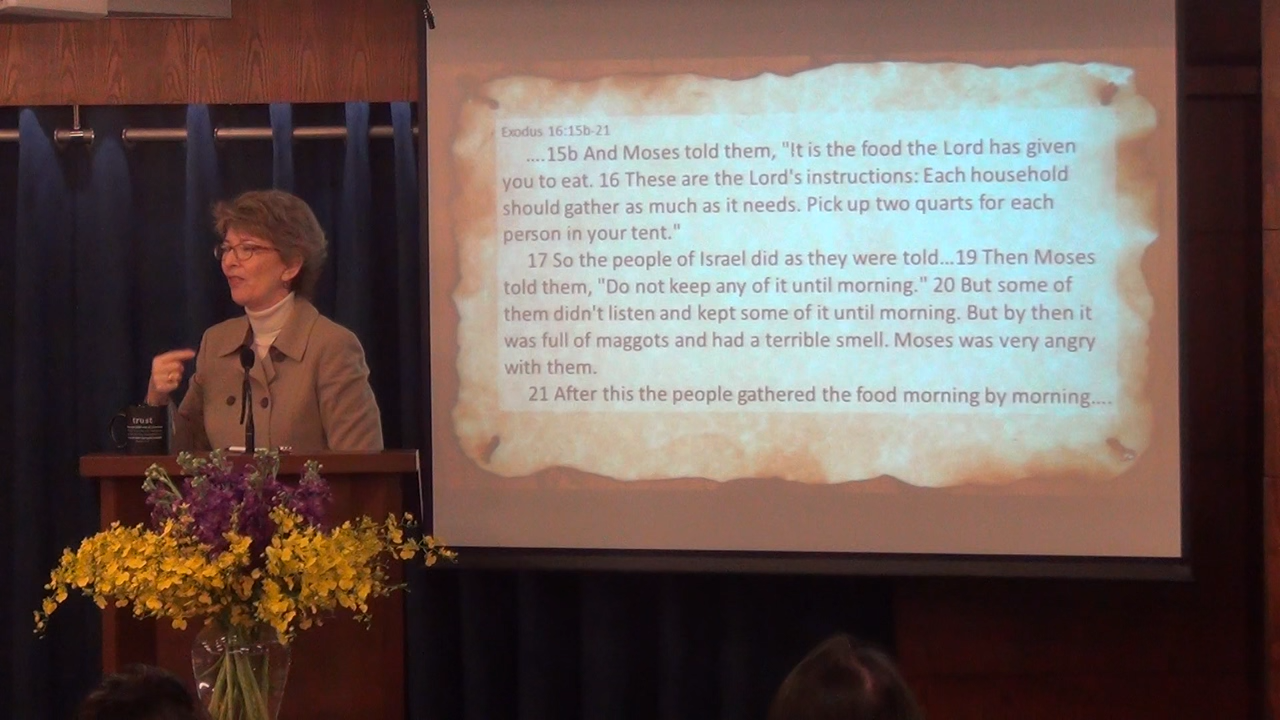 Exodus 16:15b-21
....15b And Moses told them, "It is the food the Lord has given
you to eat. 16 These are the Lord's instructions: Each household
should gather as much as it needs. Pick up two quarts for each
person in your tent."
17 So the people of Israel did as they were told...19 Then Moses
told them, "Do not keep any of it until morning." 20 But some of
them didn't listen and kept some of it until morning. But by then it
was full of maggots and had a terrible smell. Moses was very angry
with them.
21 After this the people gathered the food morning by morning....
trust